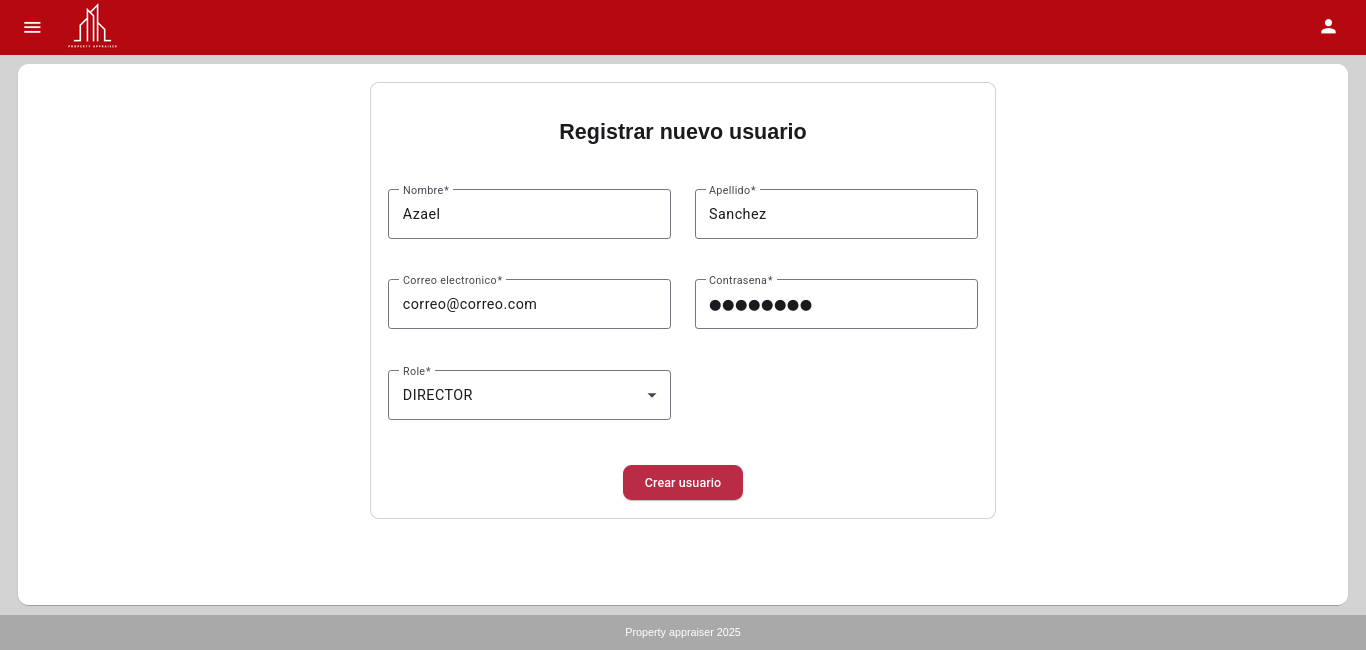 PROPERTY APPRAISER
Registrar nuevo usuario
Nombre* Apellido*
Azael Sanchez
Correo electronico* Contrasena*
correo@correo.com ●●●●●●●●
Role*
DIRECTOR
Crear usuario
Property appraiser 2025